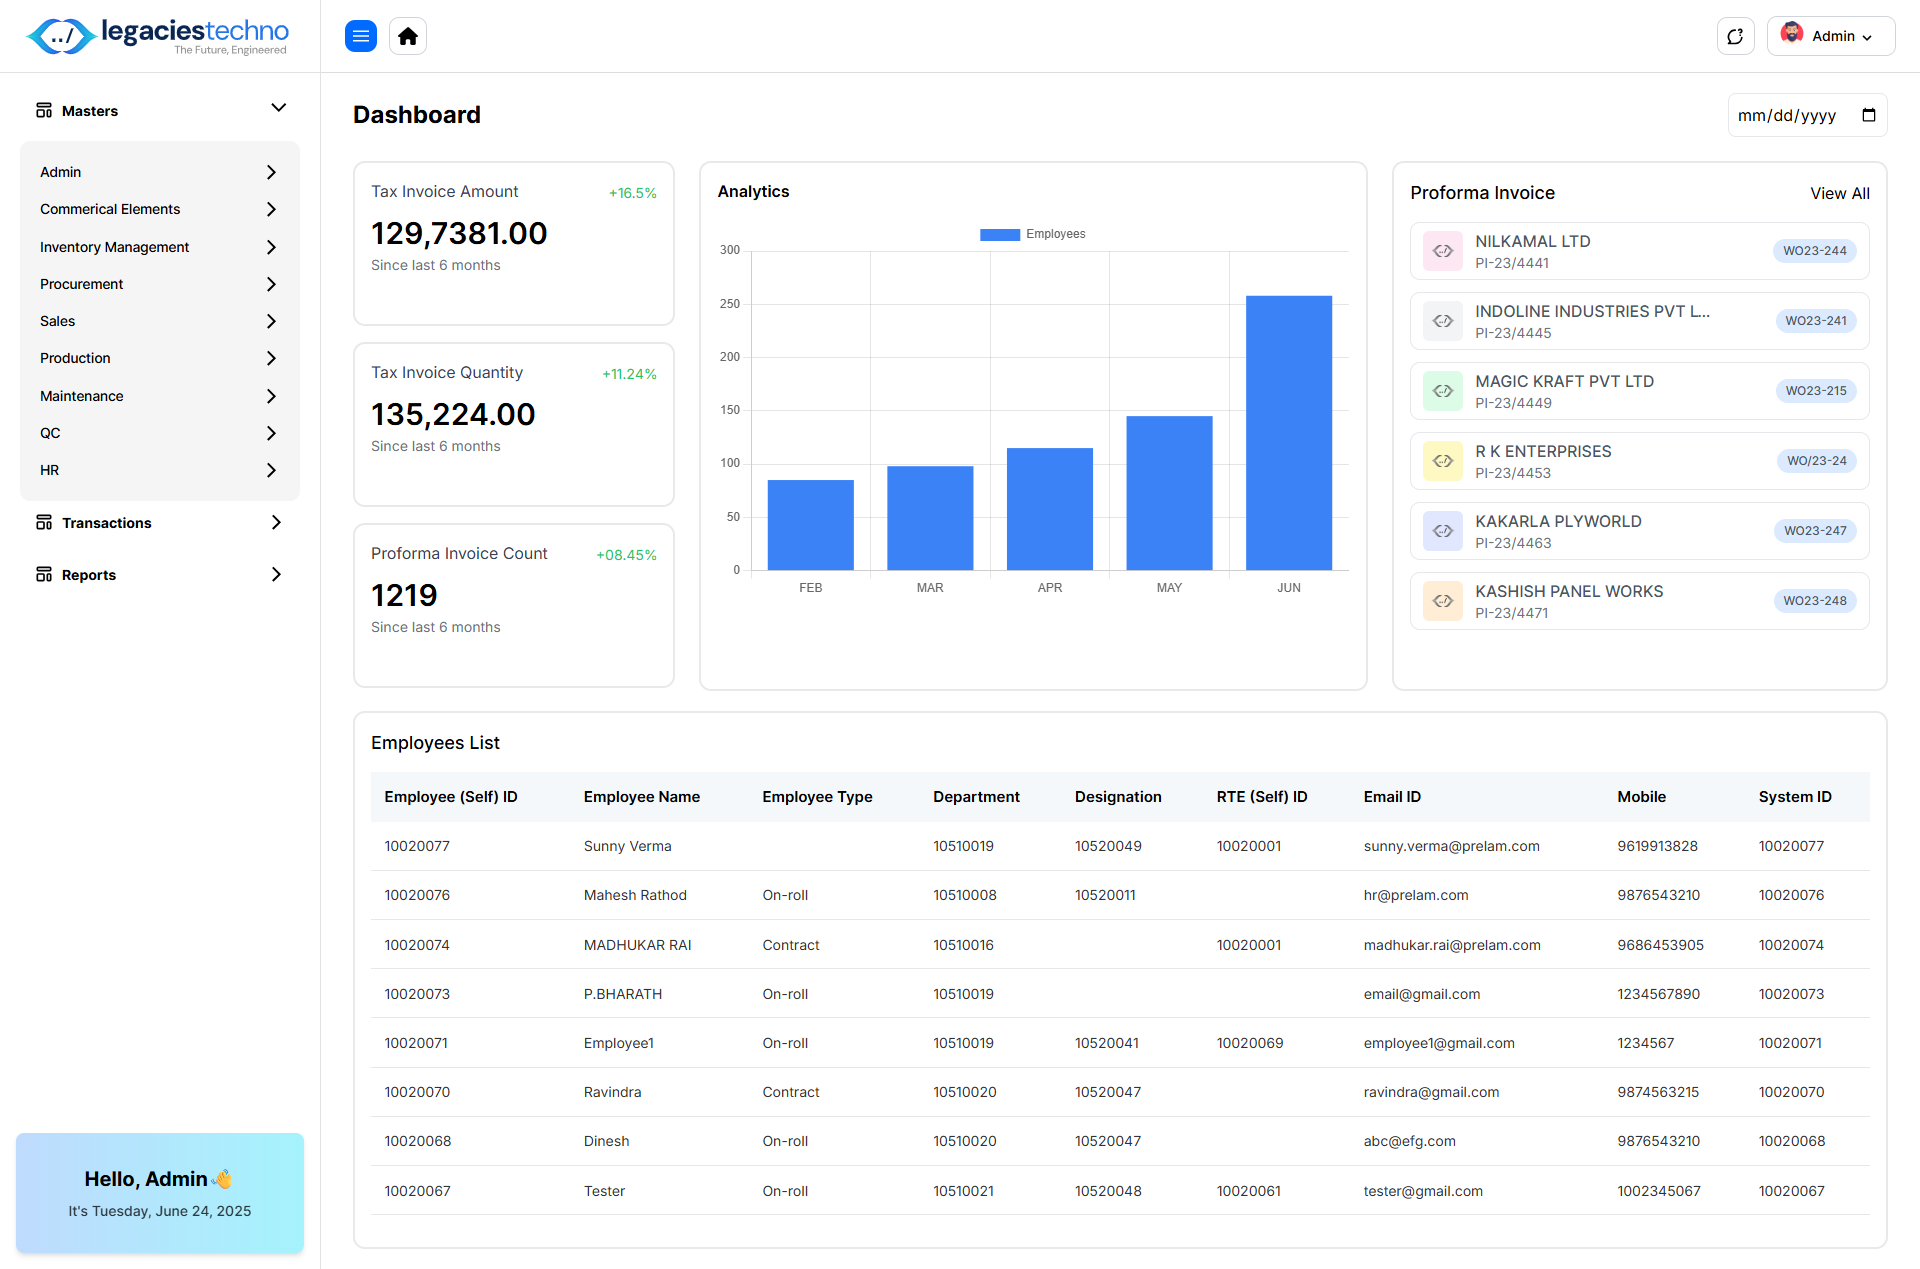 legaciestechno
The Future, Engineered
Admin
Masters
Admin
Commerical Elements
Inventory Management
Procurement
Sales
Production
Maintenance
QC
HR
Transactions
Reports
Hello, Admin👋
It's Tuesday, June 24, 2025
Dashboard
mm/dd/yyyy
Tax Invoice Amount +16.5%
129,7381.00
Since last 6 months
Tax Invoice Quantity +11.24%
135,224.00
Since last 6 months
Proforma Invoice Count +08.45%
1219
Since last 6 months
Analytics
Employees
300
250
200
150
100
50
0
FEB MAR APR MAY JUN
Proforma Invoice View All
NILKAMAL LTD
PI-23/4441
WO23-244
INDOLINE INDUSTRIES PVT L...
PI-23/4445
WO23-241
MAGIC KRAFT PVT LTD
PI-23/4449
WO23-215
R K ENTERPRISES
PI-23/4453
WO/23-24
KAKARLA PLYWORLD
PI-23/4463
WO23-247
KASHISH PANEL WORKS
PI-23/4471
WO23-248
Employees List
Employee (Self) ID Employee Name Employee Type Department Designation RTE (Self) ID Email ID Mobile System ID
10020077 Sunny Verma 10510019 10520049 10020001 sunny.verma@prelam.com 9619913828 10020077
10020076 Mahesh Rathod On-roll 10510008 10520011 hr@prelam.com 9876543210 10020076
10020074 MADHUKAR RAI Contract 10510016 10020001 madhukar.rai@prelam.com 9686453905 10020074
10020073 P.BHARATH On-roll 10510019 email@gmail.com 1234567890 10020073
10020071 Employee1 On-roll 10510019 10520041 10020069 employee1@gmail.com 1234567 10020071
10020070 Ravindra Contract 10510020 10520047 ravindra@gmail.com 9874563215 10020070
10020068 Dinesh On-roll 10510020 10520047 abc@efg.com 9876543210 10020068
10020067 Tester On-roll 10510021 10520048 10020061 tester@gmail.com 1002345067 10020067